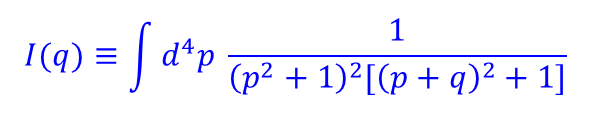 I(q) ≡ ∫ d⁴p 1 / (p² + 1)²[(p + q)² + 1]